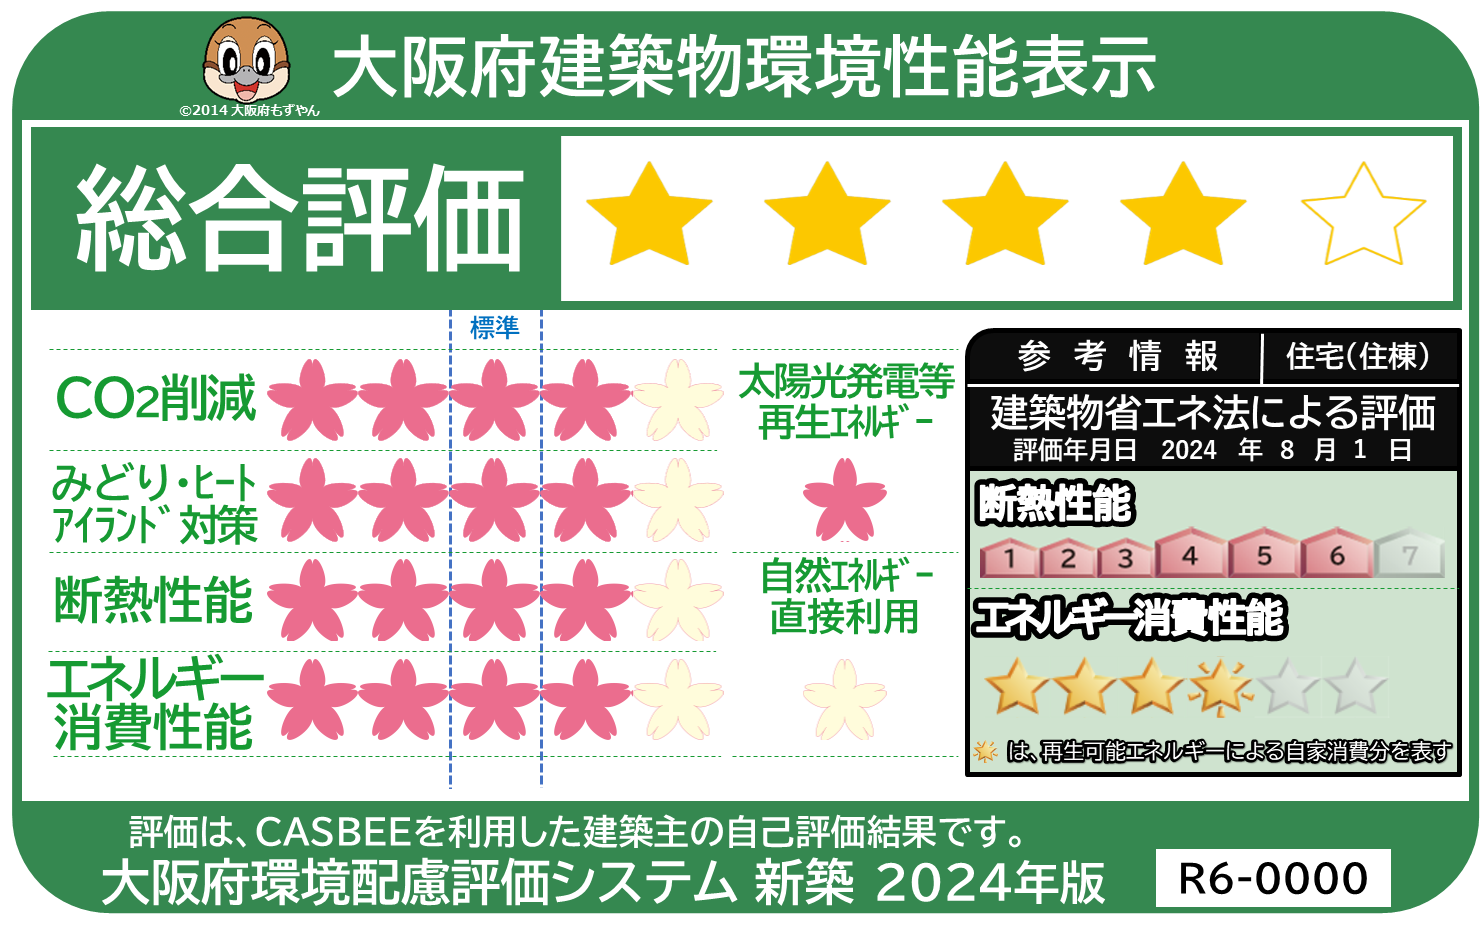 大阪府建築物環境性能表示
©2014 大阪府もずやん
総合評価
標準
CO2削減
みどり・ﾋｰﾄ
ｱｲﾗﾝﾄﾞ対策
断熱性能
エネルギー
消費性能
太陽光発電等
再生ｴﾈﾙｷﾞｰ
自然ｴﾈﾙｷﾞｰ
直接利用
参考情報 住宅(住棟)
建築物省エネ法による評価
評価年月日 2024 年 8 月 1 日
断熱性能
1 2 3 4 5 6 7
エネルギー消費性能
は、再生可能エネルギーによる自家消費分を表す
評価は、CASBEEを利用した建築主の自己評価結果です。
大阪府環境配慮評価システム 新築 2024年版
R6-0000